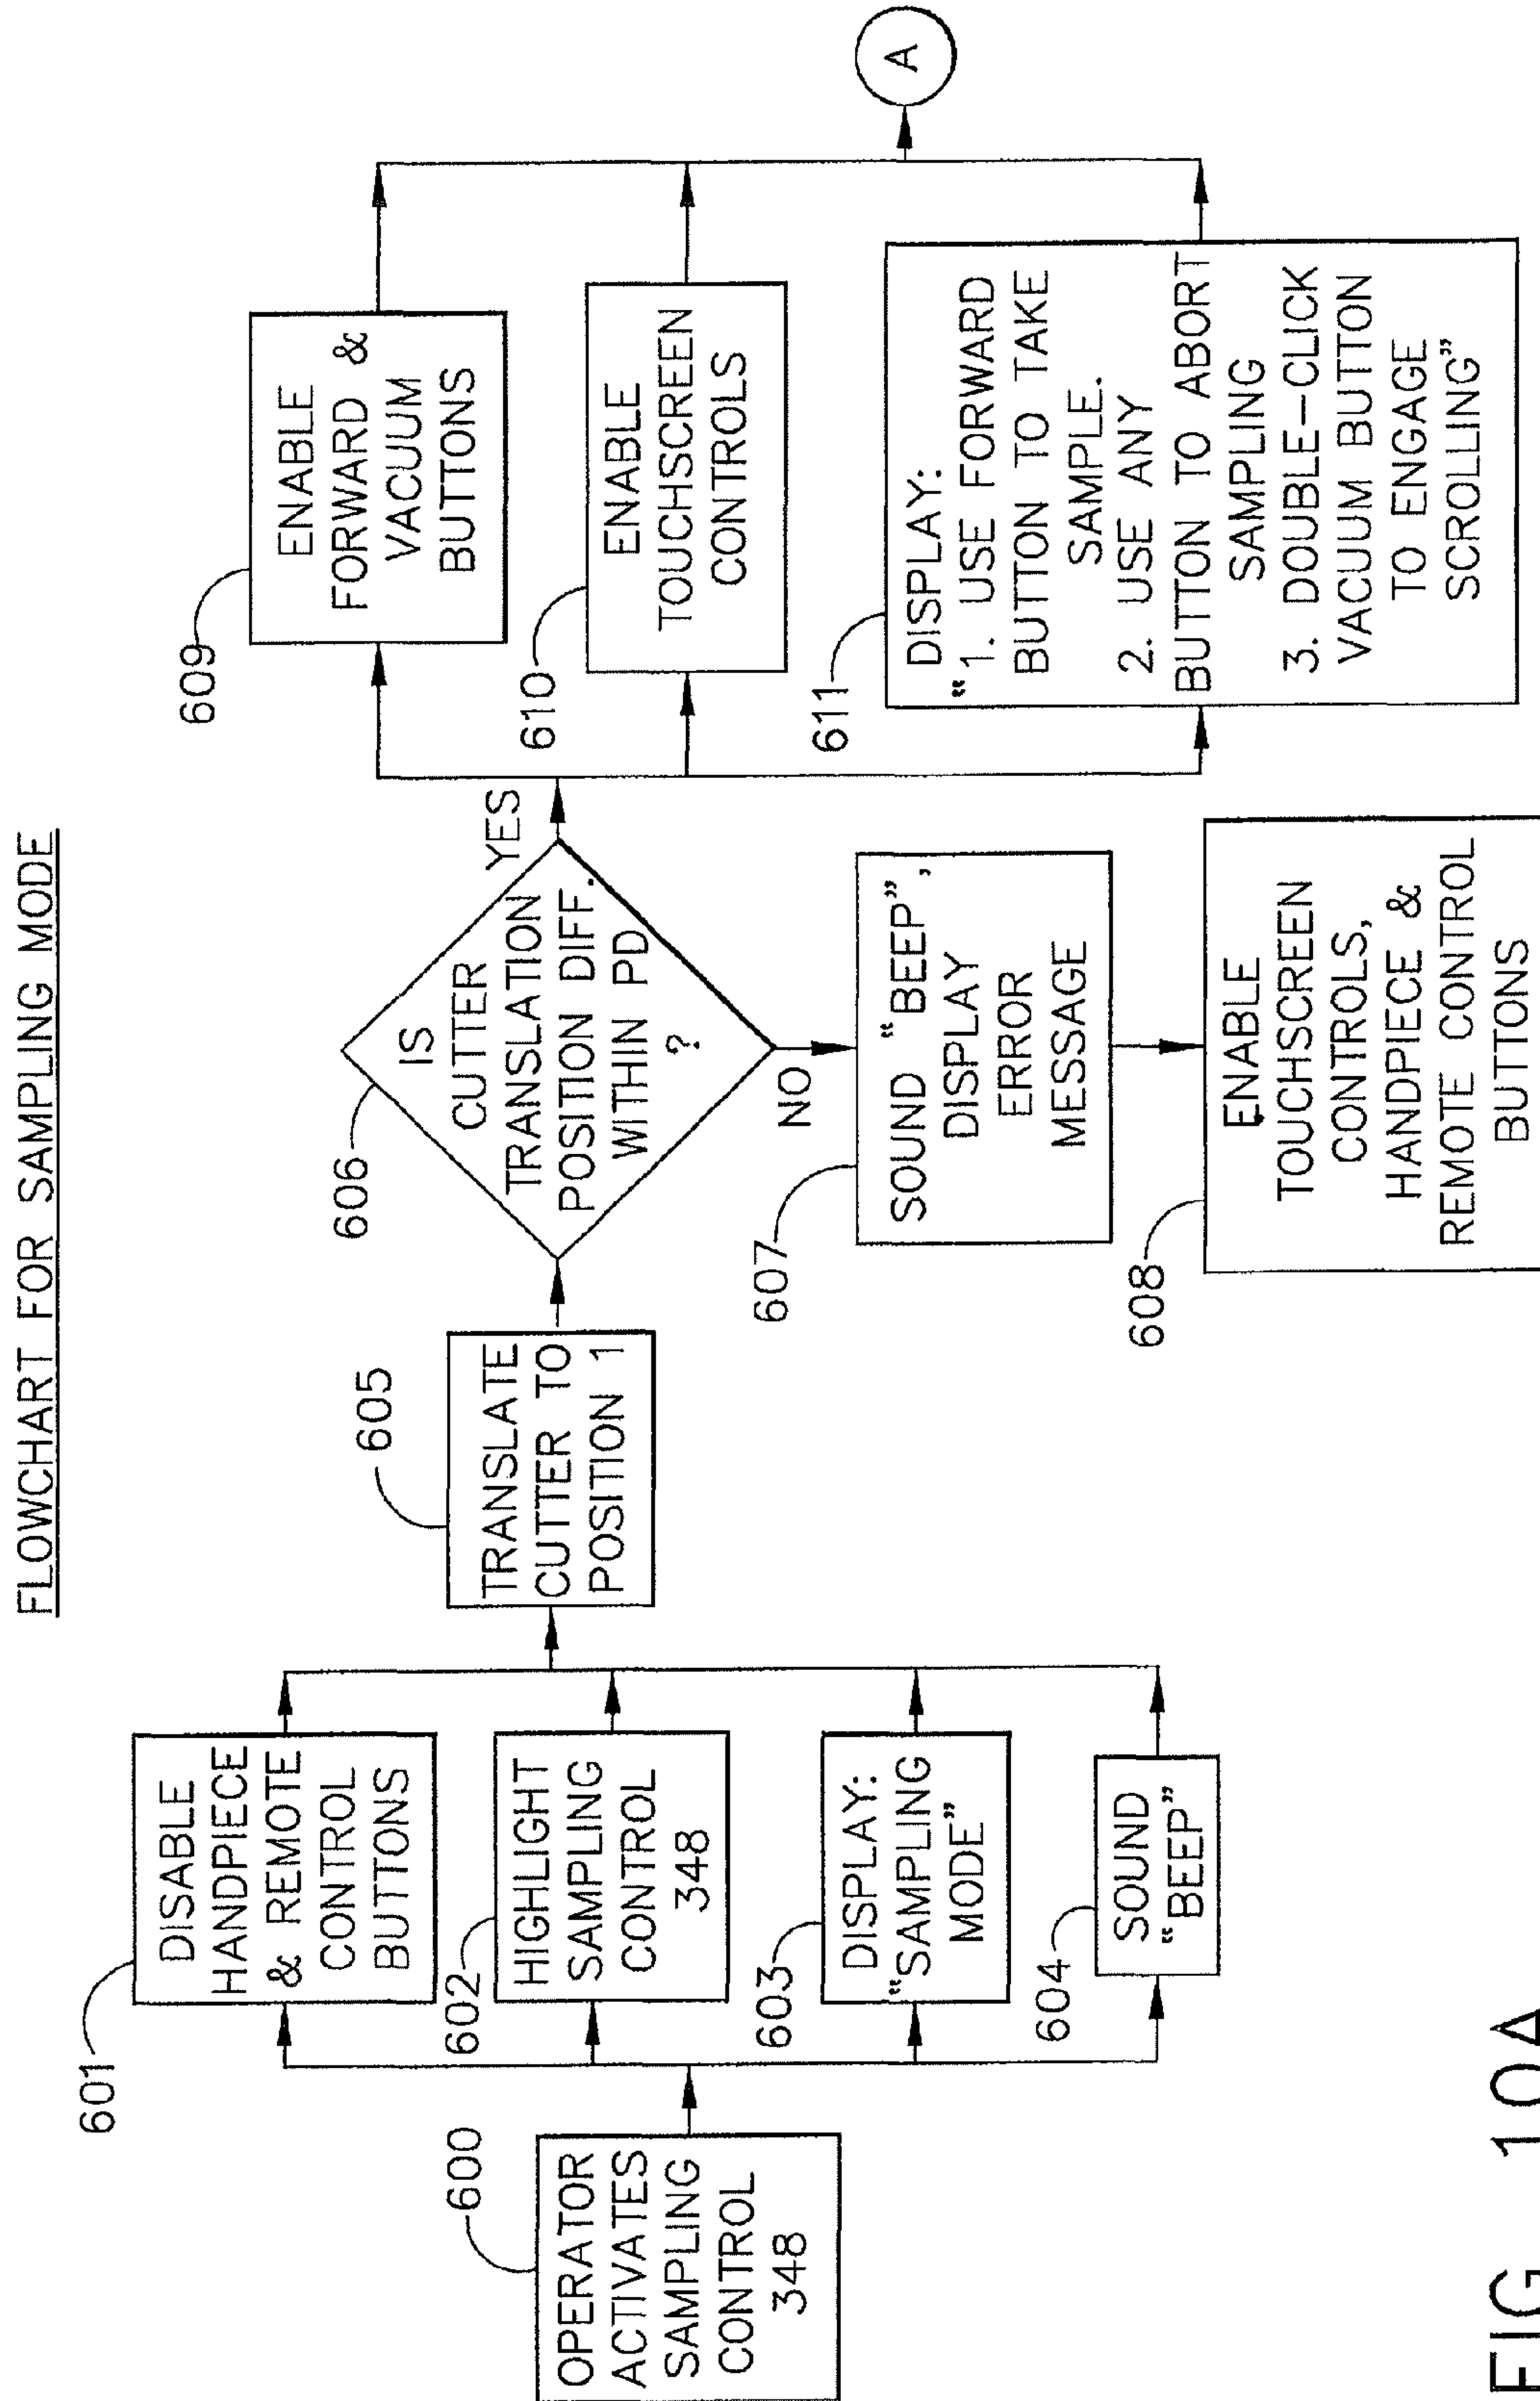 FLOWCHART FOR SAMPLING MODE
600
OPERATOR
ACTIVATES
SAMPLING
CONTROL
348
601
DISABLE
HANDPIECE
& REMOTE
CONTROL
BUTTONS
602
HIGHLIGHT
SAMPLING
CONTROL
348
603
DISPLAY:
“SAMPLING
MODE”
604
SOUND
“BEEP”
605
TRANSLATE
CUTTER TO
POSITION 1
606
IS
CUTTER
TRANSLATION
POSITION DIFF.
WITHIN PD
?
YES
NO
607
SOUND “BEEP”,
DISPLAY
ERROR
MESSAGE
608
ENABLE
TOUCHSCREEN
CONTROLS,
HANDPIECE &
REMOTE CONTROL
BUTTONS
609
ENABLE
FORWARD &
VACUUM
BUTTONS
610
ENABLE
TOUCHSCREEN
CONTROLS
611
DISPLAY:
“1. USE FORWARD
BUTTON TO TAKE
SAMPLE.
2. USE ANY
BUTTON TO ABORT
SAMPLING
3. DOUBLE-CLICK
VACUUM BUTTON
TO ENGAGE
SCROLLING”
A
FIG 10A